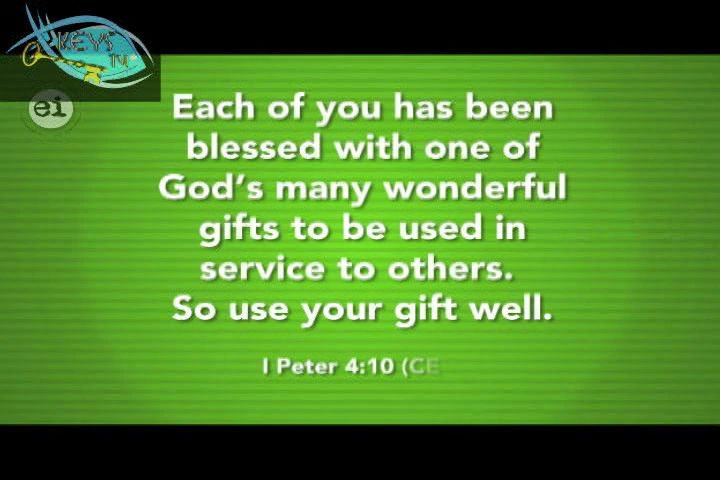 KEYS
TV
ei
Each of you has been
blessed with one of
God's many wonderful
gifts to be used in
service to others.
So use your gift well.
I Peter 4:10 (CE